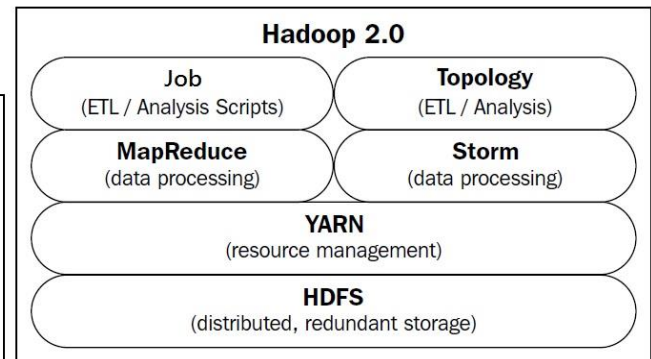 Hadoop 2.0
Job
(ETL / Analysis Scripts)
Topology
(ETL / Analysis)
MapReduce
(data processing)
Storm
(data processing)
YARN
(resource management)
HDFS
(distributed, redundant storage)